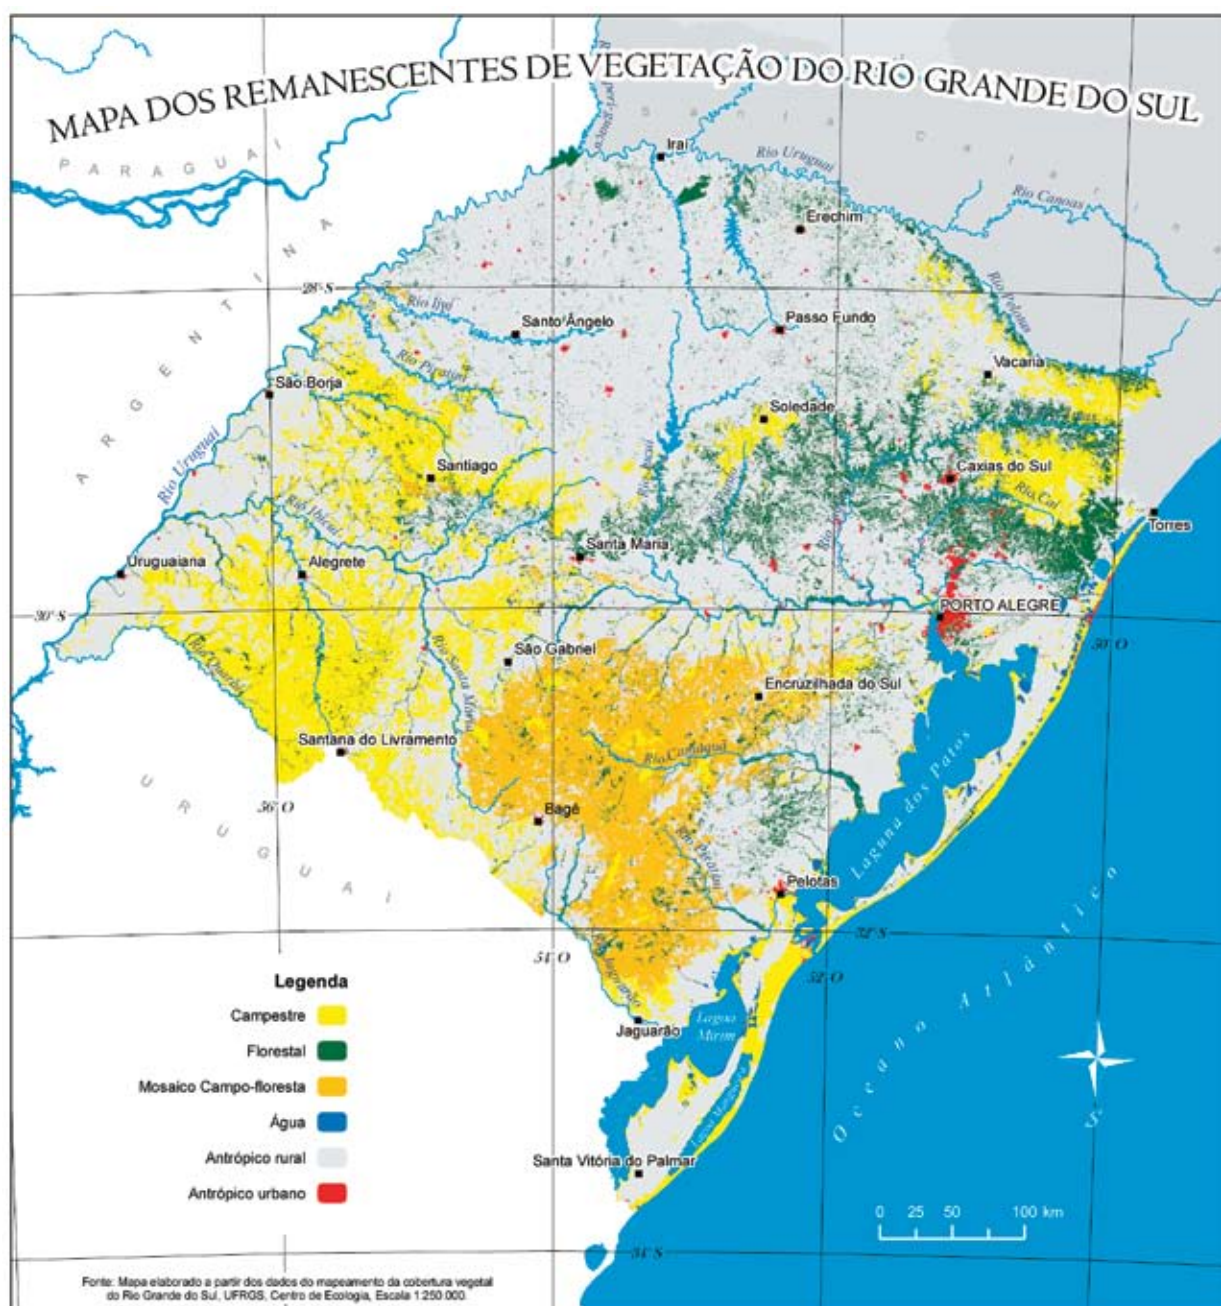 MAPA DOS REMANESCENTES DE VEGETAÇÃO DO RIO GRANDE DO SUL
PARAGUAI
ARGENTINA
URUGUAI
Santa
Iraí
Rio Uruguai
Rio Canoas
Erechim
Rio Pelotas
28° S
Rio Ijuí
Santo Ângelo
Passo Fundo
Rio Piratini
Vacaria
São Borja
Soledade
Rio Uruguai
Santiago
Rio Jacuí
Caxias do Sul
Rio Caí
Rio Ibicuí
Torres
Santa Maria
Uruguaiana
Alegrete
30° S
PORTO ALEGRE
50° O
São Gabriel
Rio Quaraí
Rio Santa Maria
Encruzilhada do Sul
Santana do Livramento
Rio Camaquã
56° O
Bagé
Laguna dos Patos
Rio Piratini
Pelotas
32° S
54° O
52° O
Rio Jaguarão
Oceano Atlântico
Legenda
Campestre
Jaguarão
Lagoa
Mirim
Florestal
Mosaico Campo-floresta
Lagoa Mangueira
Água
Antrópico rural
Santa Vitória do Palmar
Antrópico urbano
0 25 50 100 km
34° S
Fonte: Mapa elaborado a partir dos dados do mapeamento da cobertura vegetal
do Rio Grande do Sul, UFRGS, Centro de Ecologia, Escala 1:250.000.